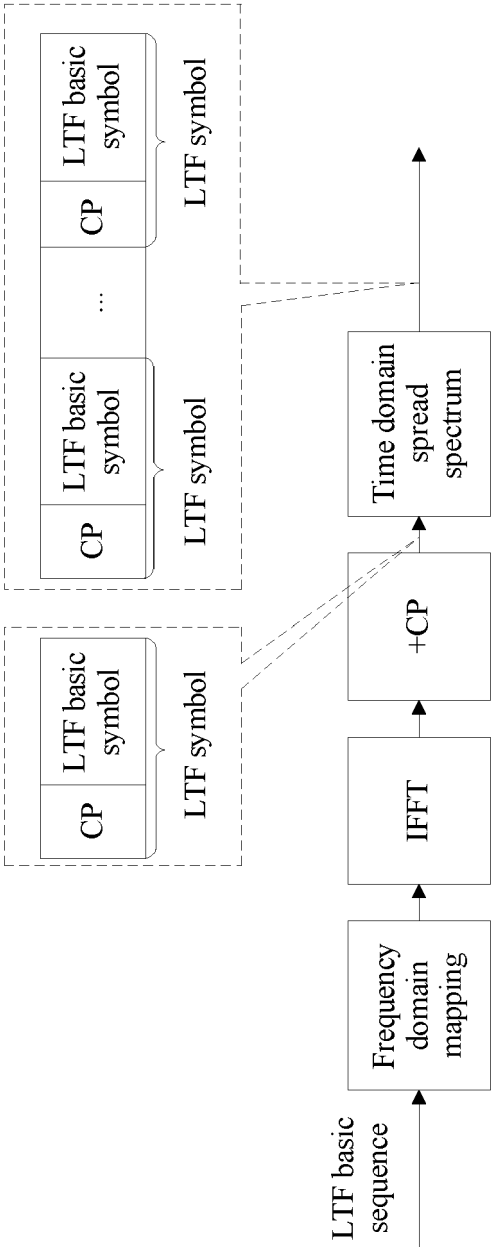 CP
LTF basic
symbol
LTF symbol
CP
LTF basic
symbol
...
CP
LTF basic
symbol
LTF symbol
LTF symbol
LTF basic
sequence
Frequency
domain
mapping
IFFT
+CP
Time domain
spread
spectrum